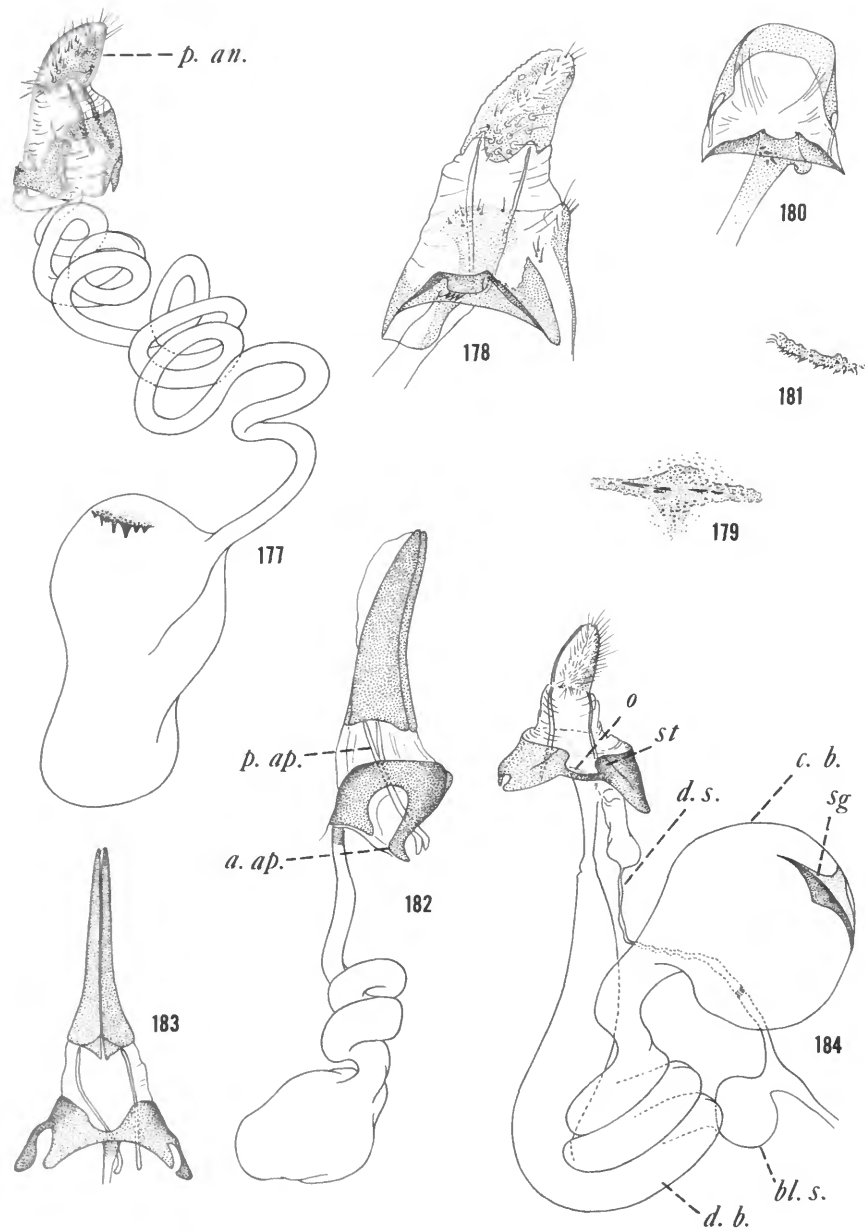 p. an.
180
178
181
179
177
o
st
p. ap.
c. b.
d. s.
sg
a. ap.
182
183
184
bl. s.
d. b.